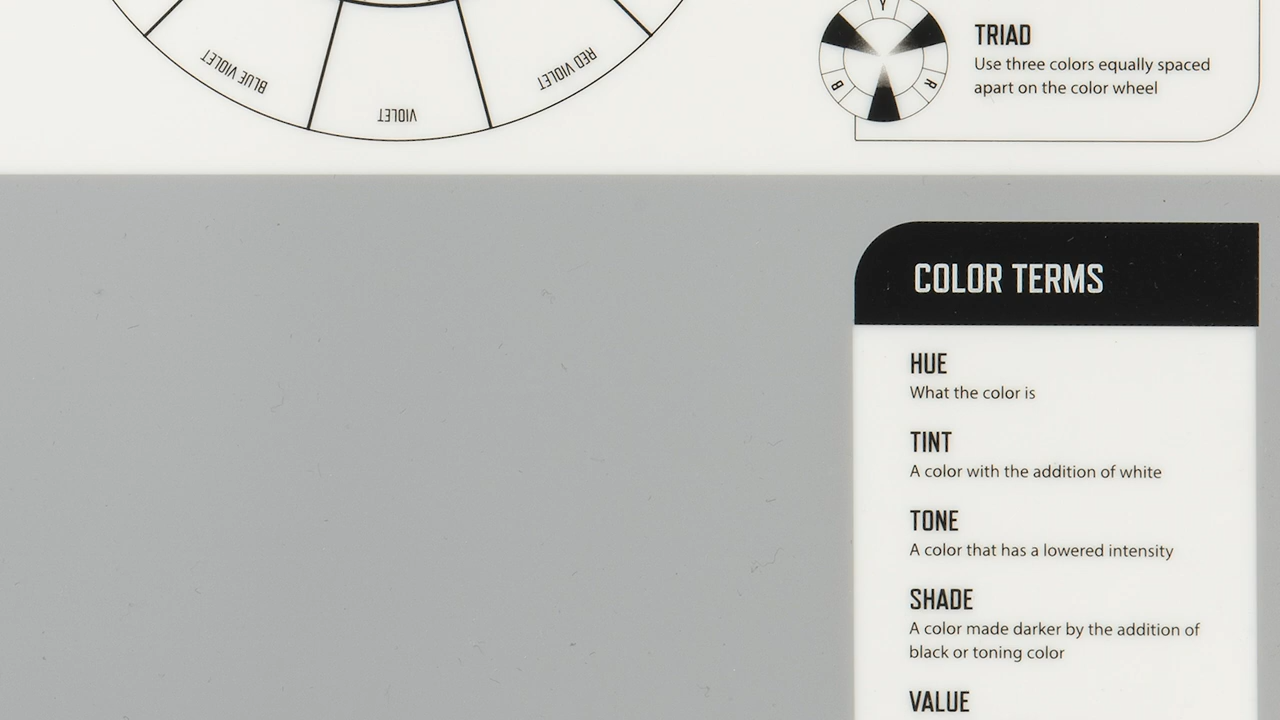 BLUE VIOLET
VIOLET
RED VIOLET
Y
B
R
TRIAD
Use three colors equally spaced
apart on the color wheel
COLOR TERMS
HUE
What the color is
TINT
A color with the addition of white
TONE
A color that has a lowered intensity
SHADE
A color made darker by the addition of
black or toning color
VALUE